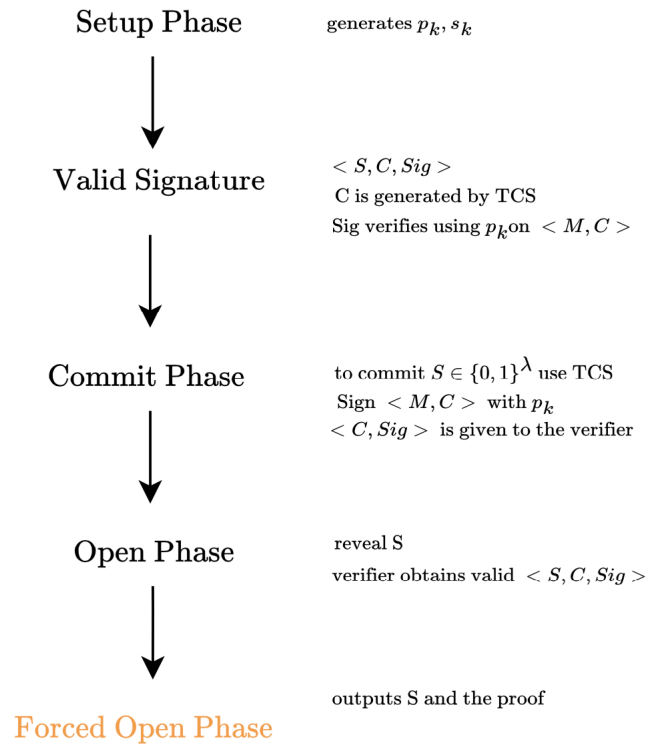 Setup Phase
generates p_k, s_k
Valid Signature
< S, C, Sig >
C is generated by TCS
Sig verifies using p_k on < M, C >
Commit Phase
to commit S ∈ {0, 1}^λ use TCS
Sign < M, C > with p_k
< C, Sig > is given to the verifier
Open Phase
reveal S
verifier obtains valid < S, C, Sig >
outputs S and the proof
Forced Open Phase